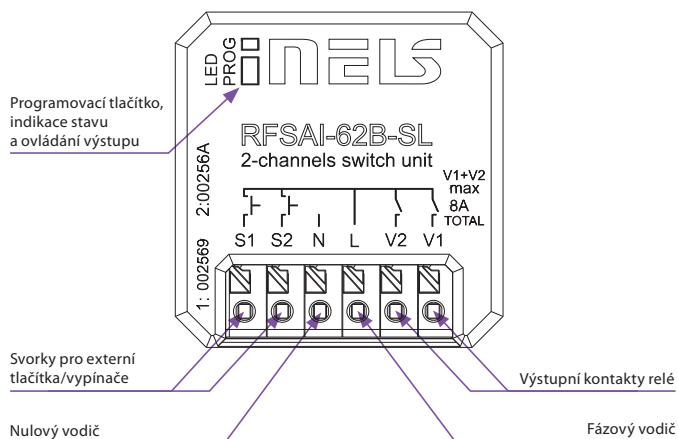 LED
PROG
INELS
Programovací tlačítko,
indikace stavu
a ovládání výstupu
RFSAI-62B-SL
2-channels switch unit
V1+V2
max
8A
TOTAL
2:00256A
1: 002569
S1 S2 N L V2 V1
Svorky pro externí
tlačítka/vypínače
Výstupní kontakty relé
Nulový vodič
Fázový vodič